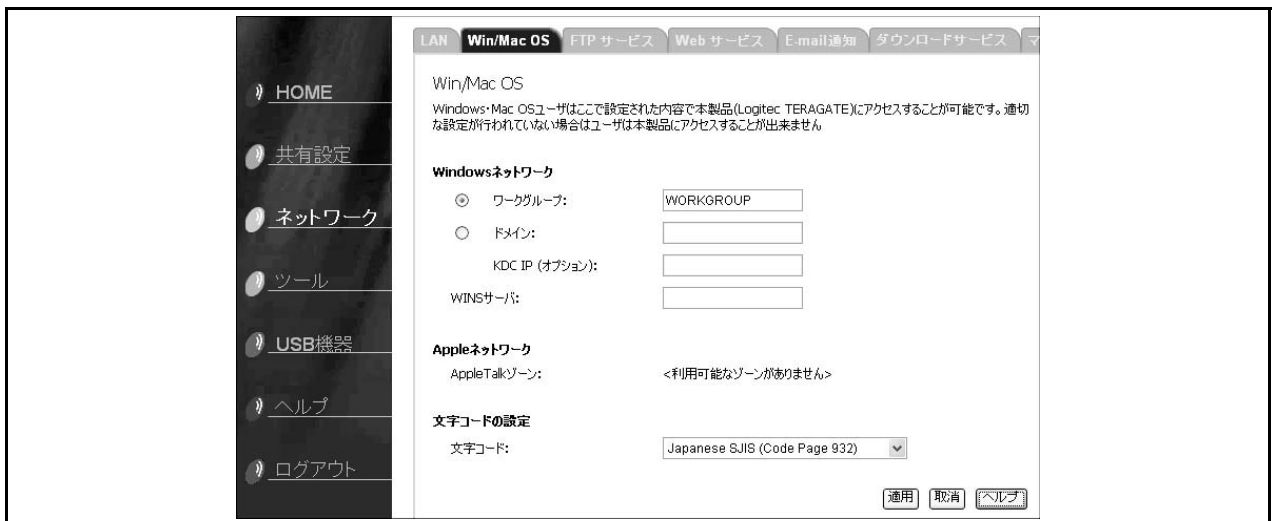 LAN Win/Mac OS FTP サービス Web サービス E-mail通知 ダウンロードサービス マ
HOME
共有設定
ネットワーク
ツール
USB機器
ヘルプ
ログアウト
Win/Mac OS
Windows・Mac OSユーザはここで設定された内容で本製品(Logitec TERAGATE)にアクセスすることが可能です。適切
な設定が行われていない場合はユーザは本製品にアクセスすることが出来ません
Windowsネットワーク
ワークグループ: WORKGROUP
ドメイン:
KDC IP (オプション):
WINSサーバ:
Appleネットワーク
AppleTalkゾーン: <利用可能なゾーンがありません>
文字コードの設定
文字コード: Japanese SJIS (Code Page 932)
適用 取消 ヘルプ